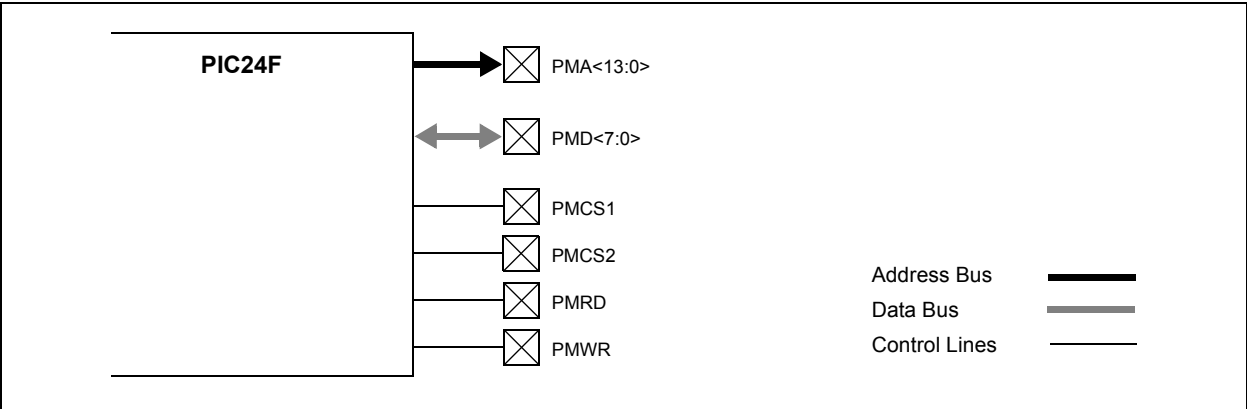 PIC24F
PMA<13:0>
PMD<7:0>
PMCS1
PMCS2
PMRD
PMWR
Address Bus
Data Bus
Control Lines